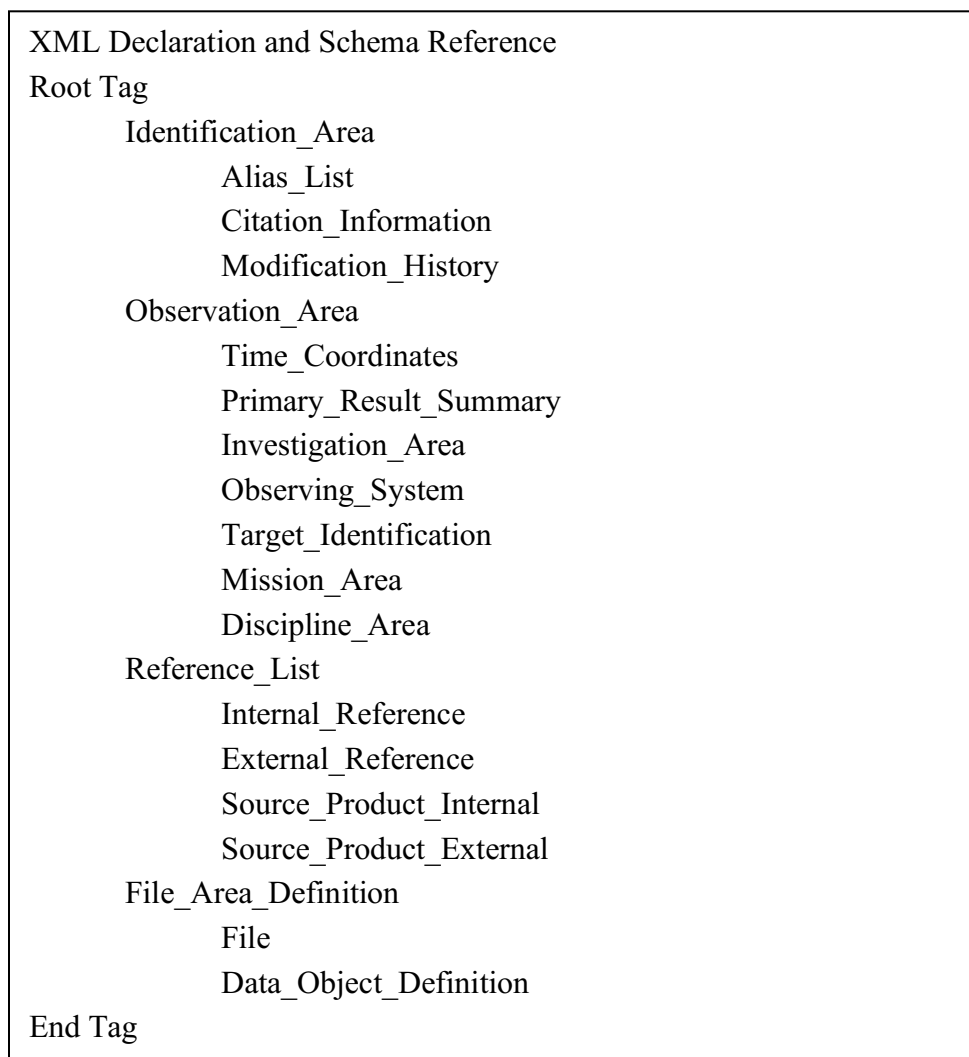 XML Declaration and Schema Reference
Root Tag
Identification_Area
Alias_List
Citation_Information
Modification_History
Observation_Area
Time_Coordinates
Primary_Result_Summary
Investigation_Area
Observing_System
Target_Identification
Mission_Area
Discipline_Area
Reference_List
Internal_Reference
External_Reference
Source_Product_Internal
Source_Product_External
File_Area_Definition
File
Data_Object_Definition
End Tag